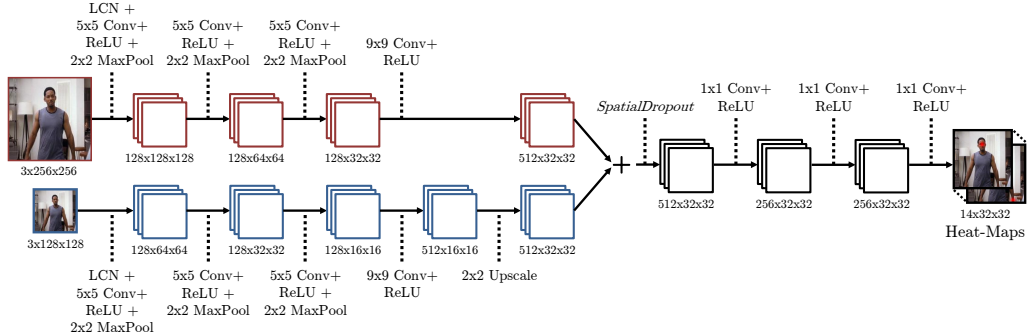 LCN +
5x5 Conv+
ReLU +
2x2 MaxPool
5x5 Conv+
ReLU +
2x2 MaxPool
5x5 Conv+
ReLU +
2x2 MaxPool
9x9 Conv+
ReLU
3x256x256
128x128x128
128x64x64
128x32x32
512x32x32
3x128x128
128x64x64
128x32x32
128x16x16
512x16x16
512x32x32
LCN +
5x5 Conv+
ReLU +
2x2 MaxPool
5x5 Conv+
ReLU +
2x2 MaxPool
5x5 Conv+
ReLU +
2x2 MaxPool
9x9 Conv+
ReLU
2x2 Upscale
+
SpatialDropout
1x1 Conv+
ReLU
1x1 Conv+
ReLU
1x1 Conv+
ReLU
512x32x32
256x32x32
256x32x32
14x32x32
Heat-Maps